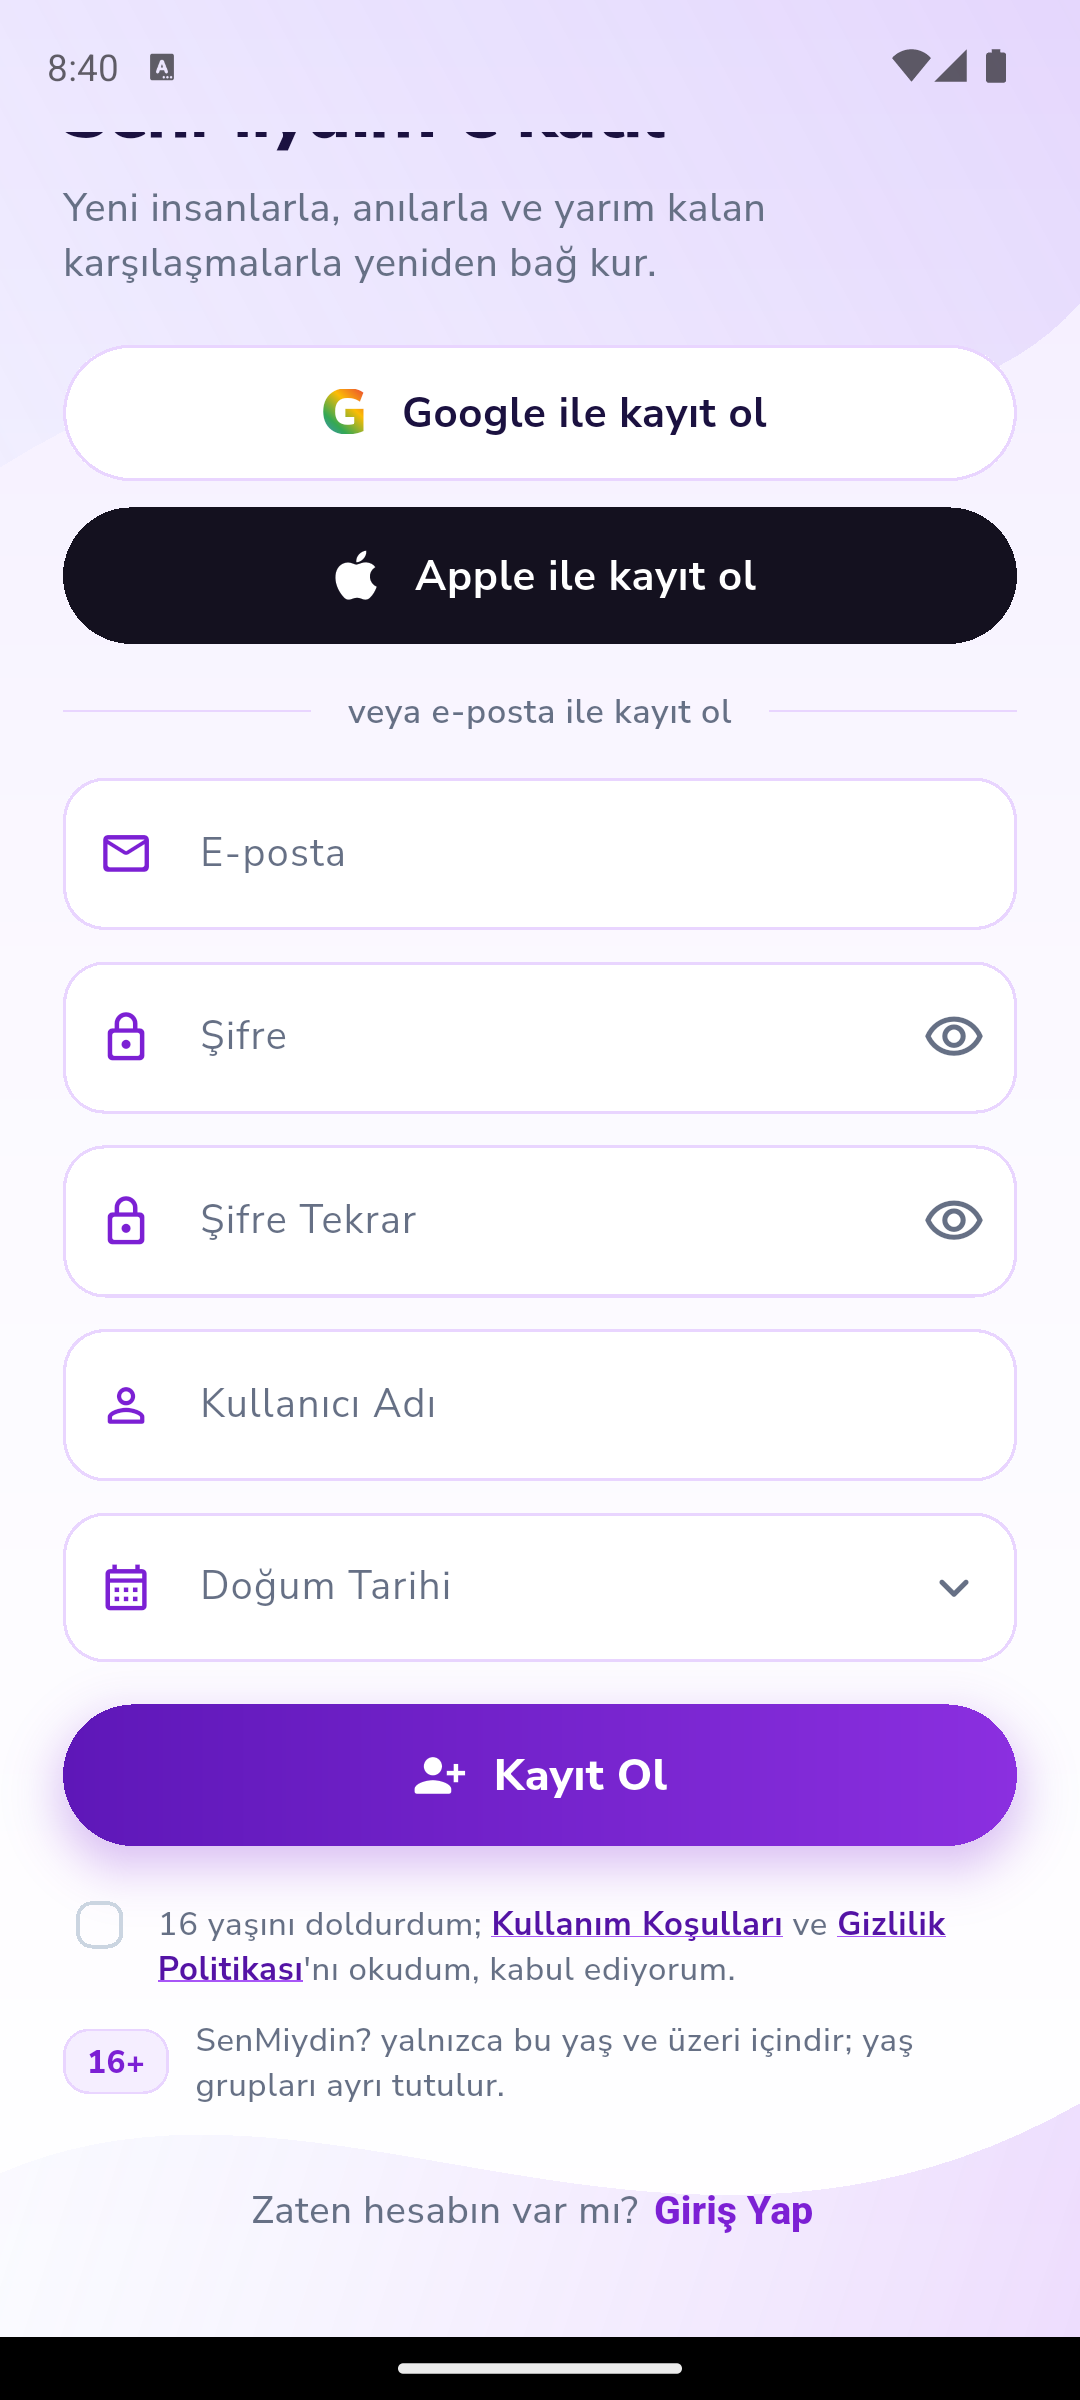 8:40
Yeni insanlarla, anılarla ve yarım kalan
karşılaşmalarla yeniden bağ kur.
G Google ile kayıt ol
Apple ile kayıt ol
veya e-posta ile kayıt ol
E-posta
Şifre
Şifre Tekrar
Kullanıcı Adı
Doğum Tarihi
Kayıt Ol
16 yaşını doldurdum; Kullanım Koşulları ve Gizlilik
Politikası'nı okudum, kabul ediyorum.
16+
SenMiydin? yalnızca bu yaş ve üzeri içindir; yaş
grupları ayrı tutulur.
Zaten hesabın var mı? Giriş Yap